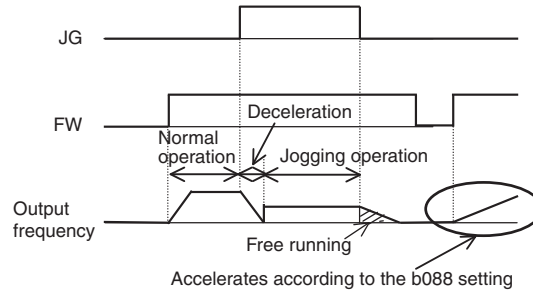 JG
FW
Deceleration
Normal
operation
Jogging operation
Output
frequency
Free running
Accelerates according to the b088 setting